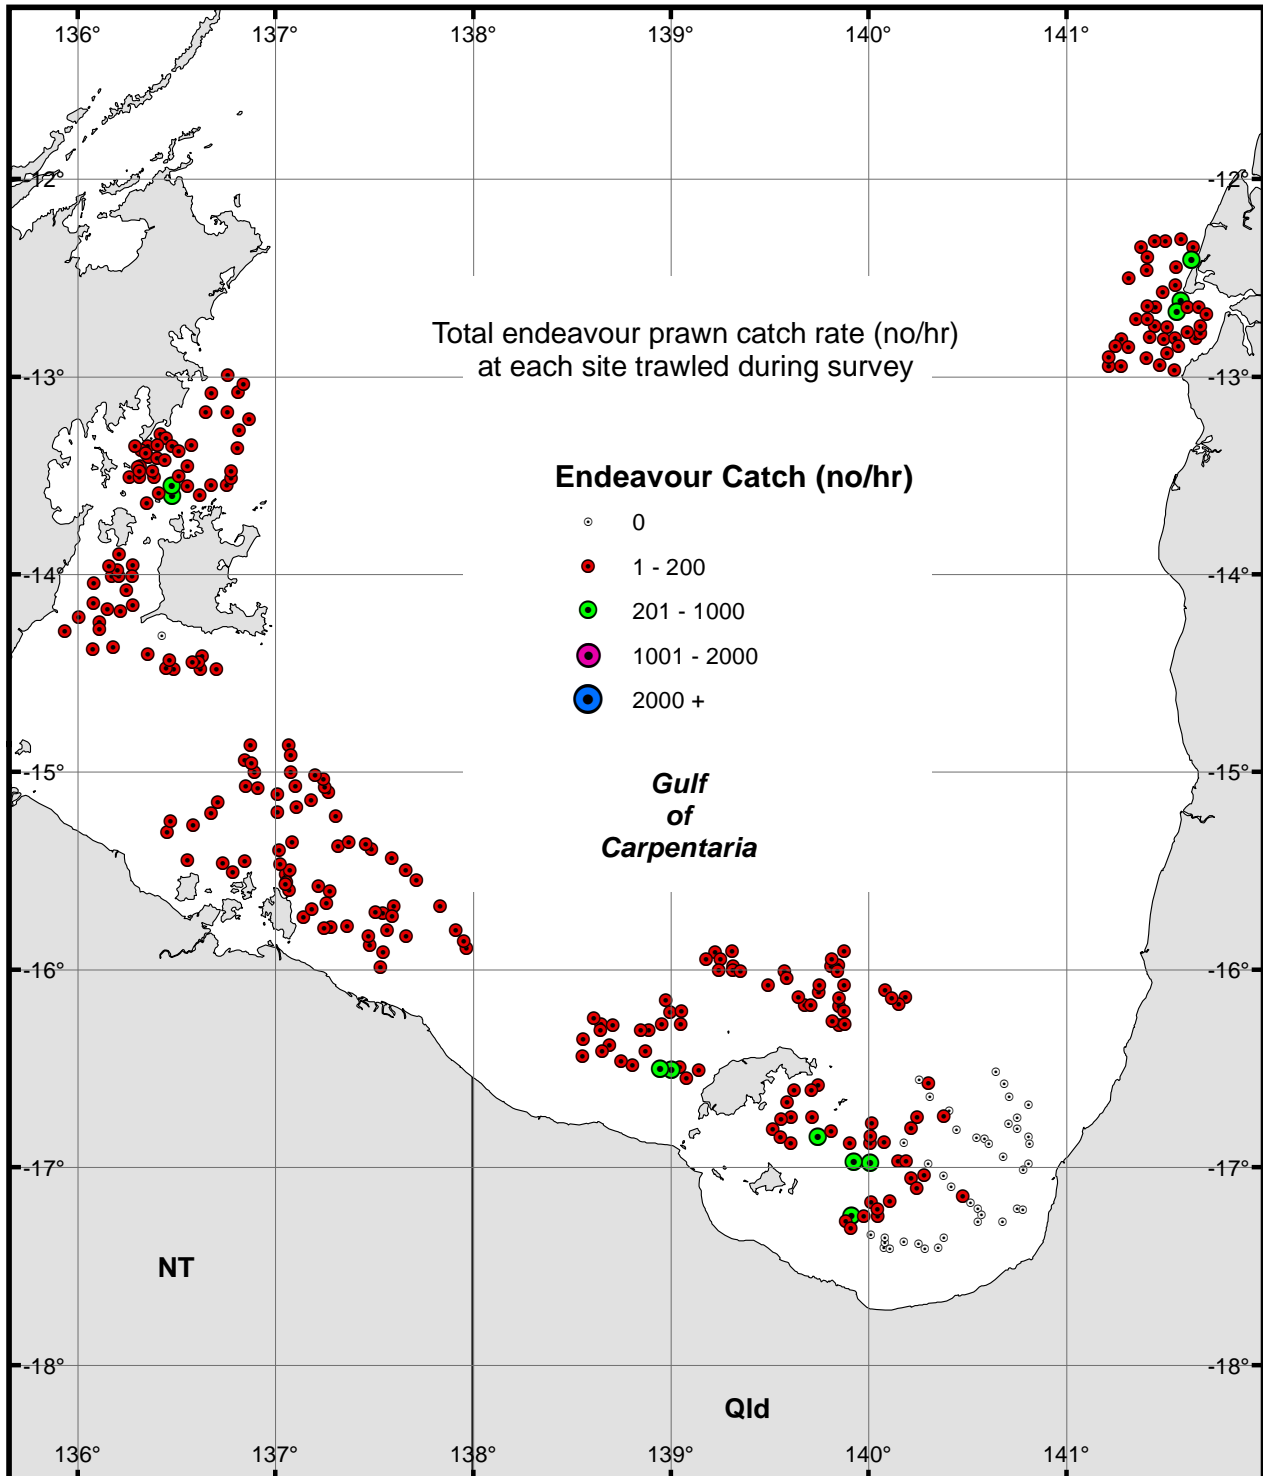 136° 137° 138° 139° 140° 141°
-12° -12°
Total endeavour prawn catch rate (no/hr)
at each site trawled during survey
-13° -13°
Endeavour Catch (no/hr)
0
1 - 200
201 - 1000
1001 - 2000
2000 +
-14° -14°
-15° -15°
Gulf
of
Carpentaria
-16° -16°
-17° -17°
NT
-18° -18°
Qld
136° 137° 138° 139° 140° 141°